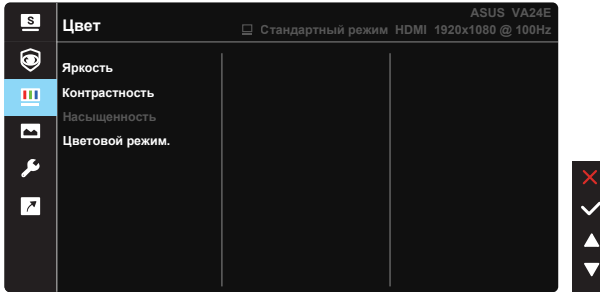 S
ASUS VA24E
Цвет
Стандартный режим HDMI 1920x1080 @ 100Hz
Яркость
Контрастность
Насыщенность
Цветовой режим.